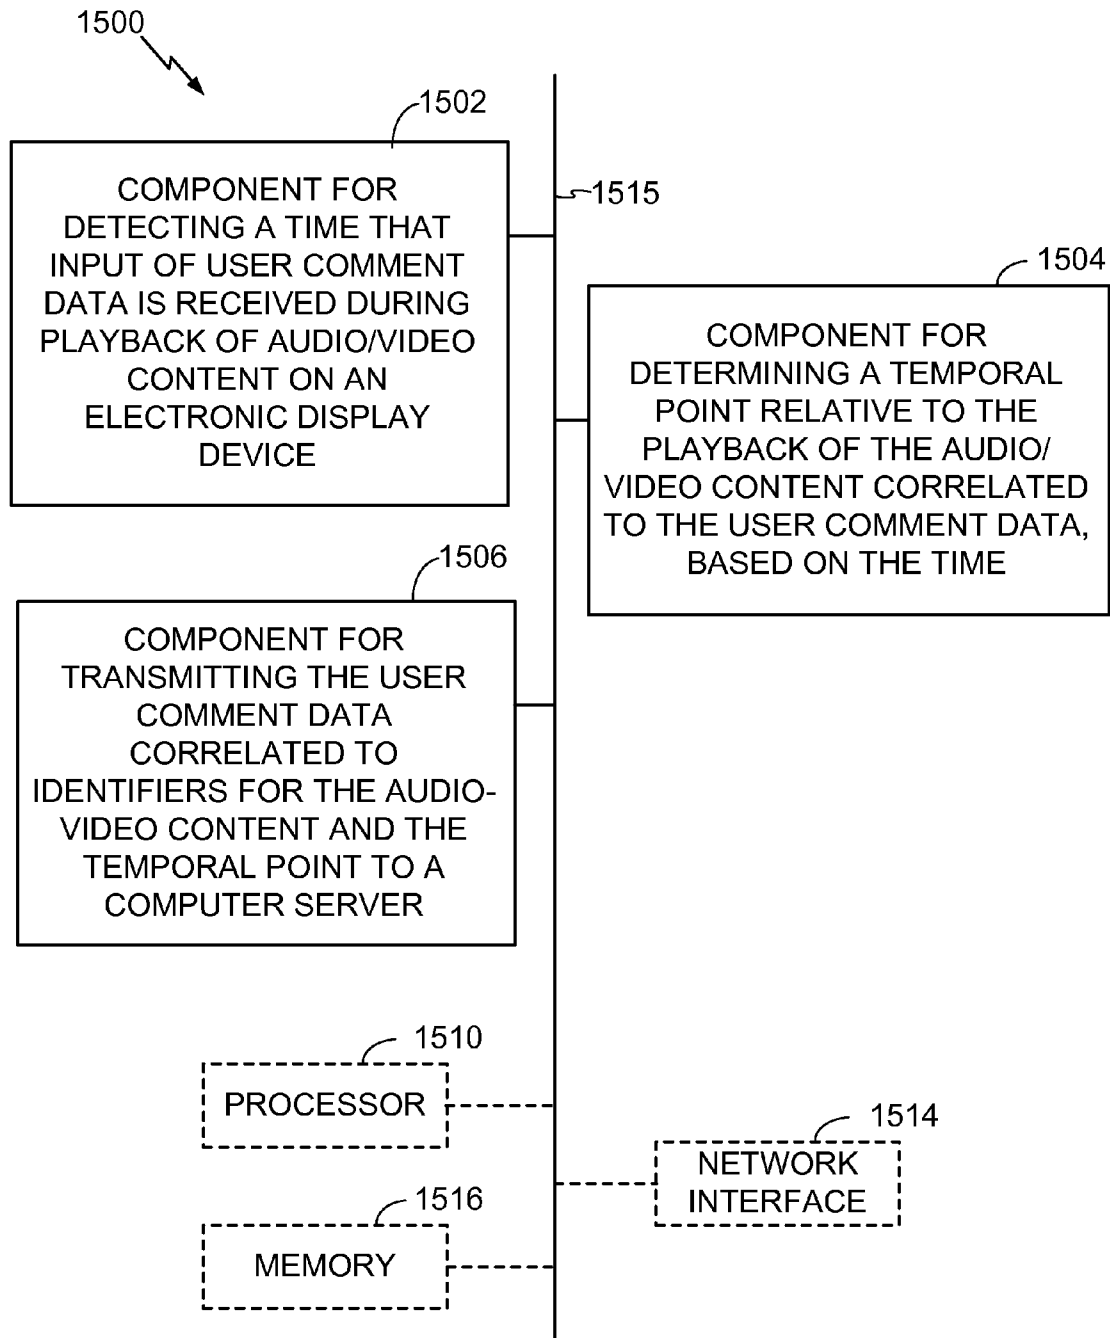 1500
1502
COMPONENT FOR
DETECTING A TIME THAT
INPUT OF USER COMMENT
DATA IS RECEIVED DURING
PLAYBACK OF AUDIO/VIDEO
CONTENT ON AN
ELECTRONIC DISPLAY
DEVICE
1515
1504
COMPONENT FOR
DETERMINING A TEMPORAL
POINT RELATIVE TO THE
PLAYBACK OF THE AUDIO/
VIDEO CONTENT CORRELATED
TO THE USER COMMENT DATA,
BASED ON THE TIME
1506
COMPONENT FOR
TRANSMITTING THE USER
COMMENT DATA
CORRELATED TO
IDENTIFIERS FOR THE AUDIO-
VIDEO CONTENT AND THE
TEMPORAL POINT TO A
COMPUTER SERVER
1510
PROCESSOR
1514
NETWORK
INTERFACE
1516
MEMORY